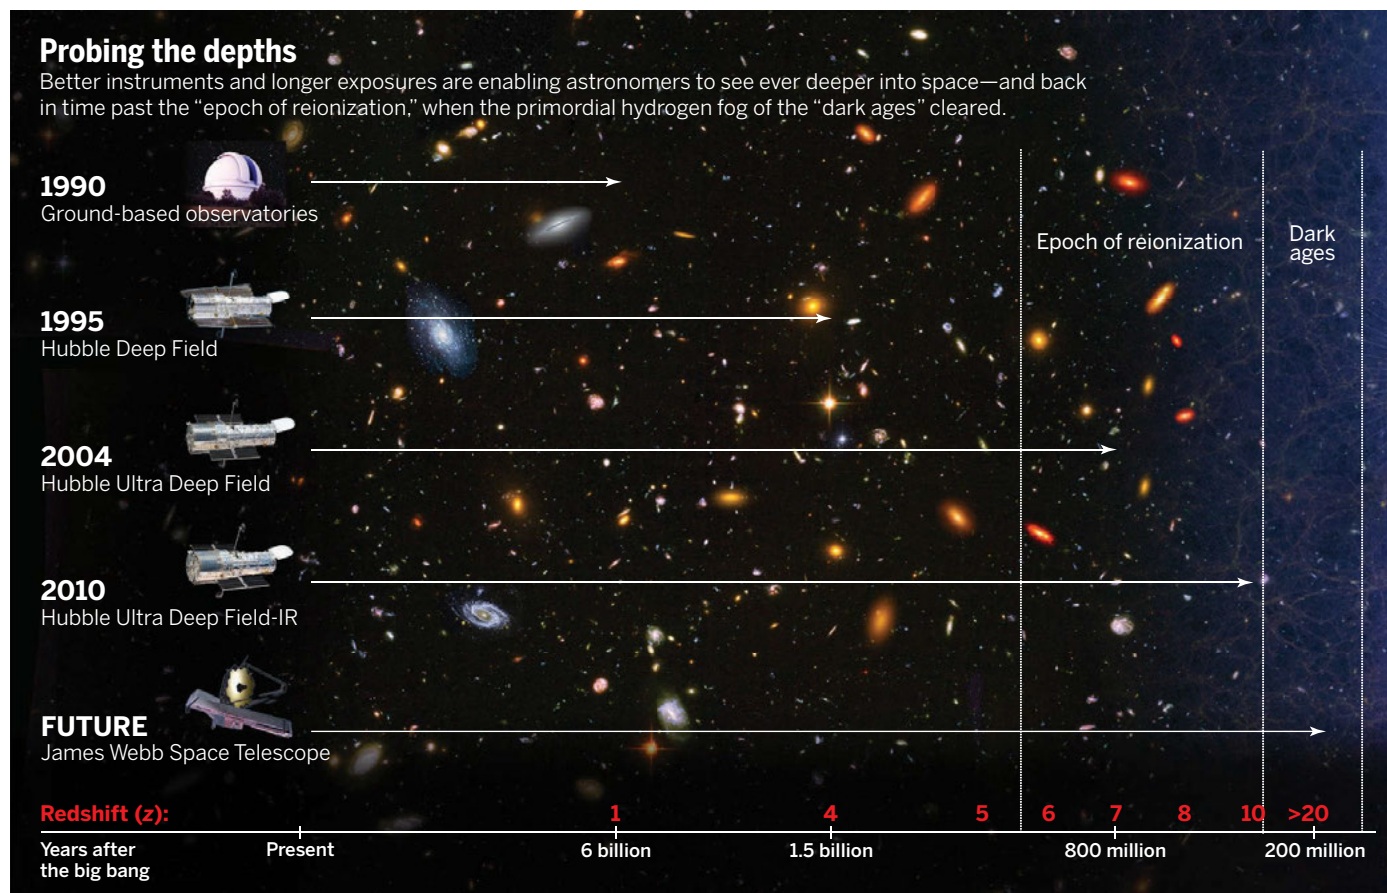 Probing the depths
Better instruments and longer exposures are enabling astronomers to see ever deeper into space—and back
in time past the “epoch of reionization,” when the primordial hydrogen fog of the “dark ages” cleared.
1990
Ground-based observatories
Epoch of reionization
Dark
ages
1995
Hubble Deep Field
2004
Hubble Ultra Deep Field
2010
Hubble Ultra Deep Field-IR
FUTURE
James Webb Space Telescope
Redshift (z): 1 4 5 6 7 8 10 >20
Years after
the big bang
Present 6 billion 1.5 billion 800 million 200 million